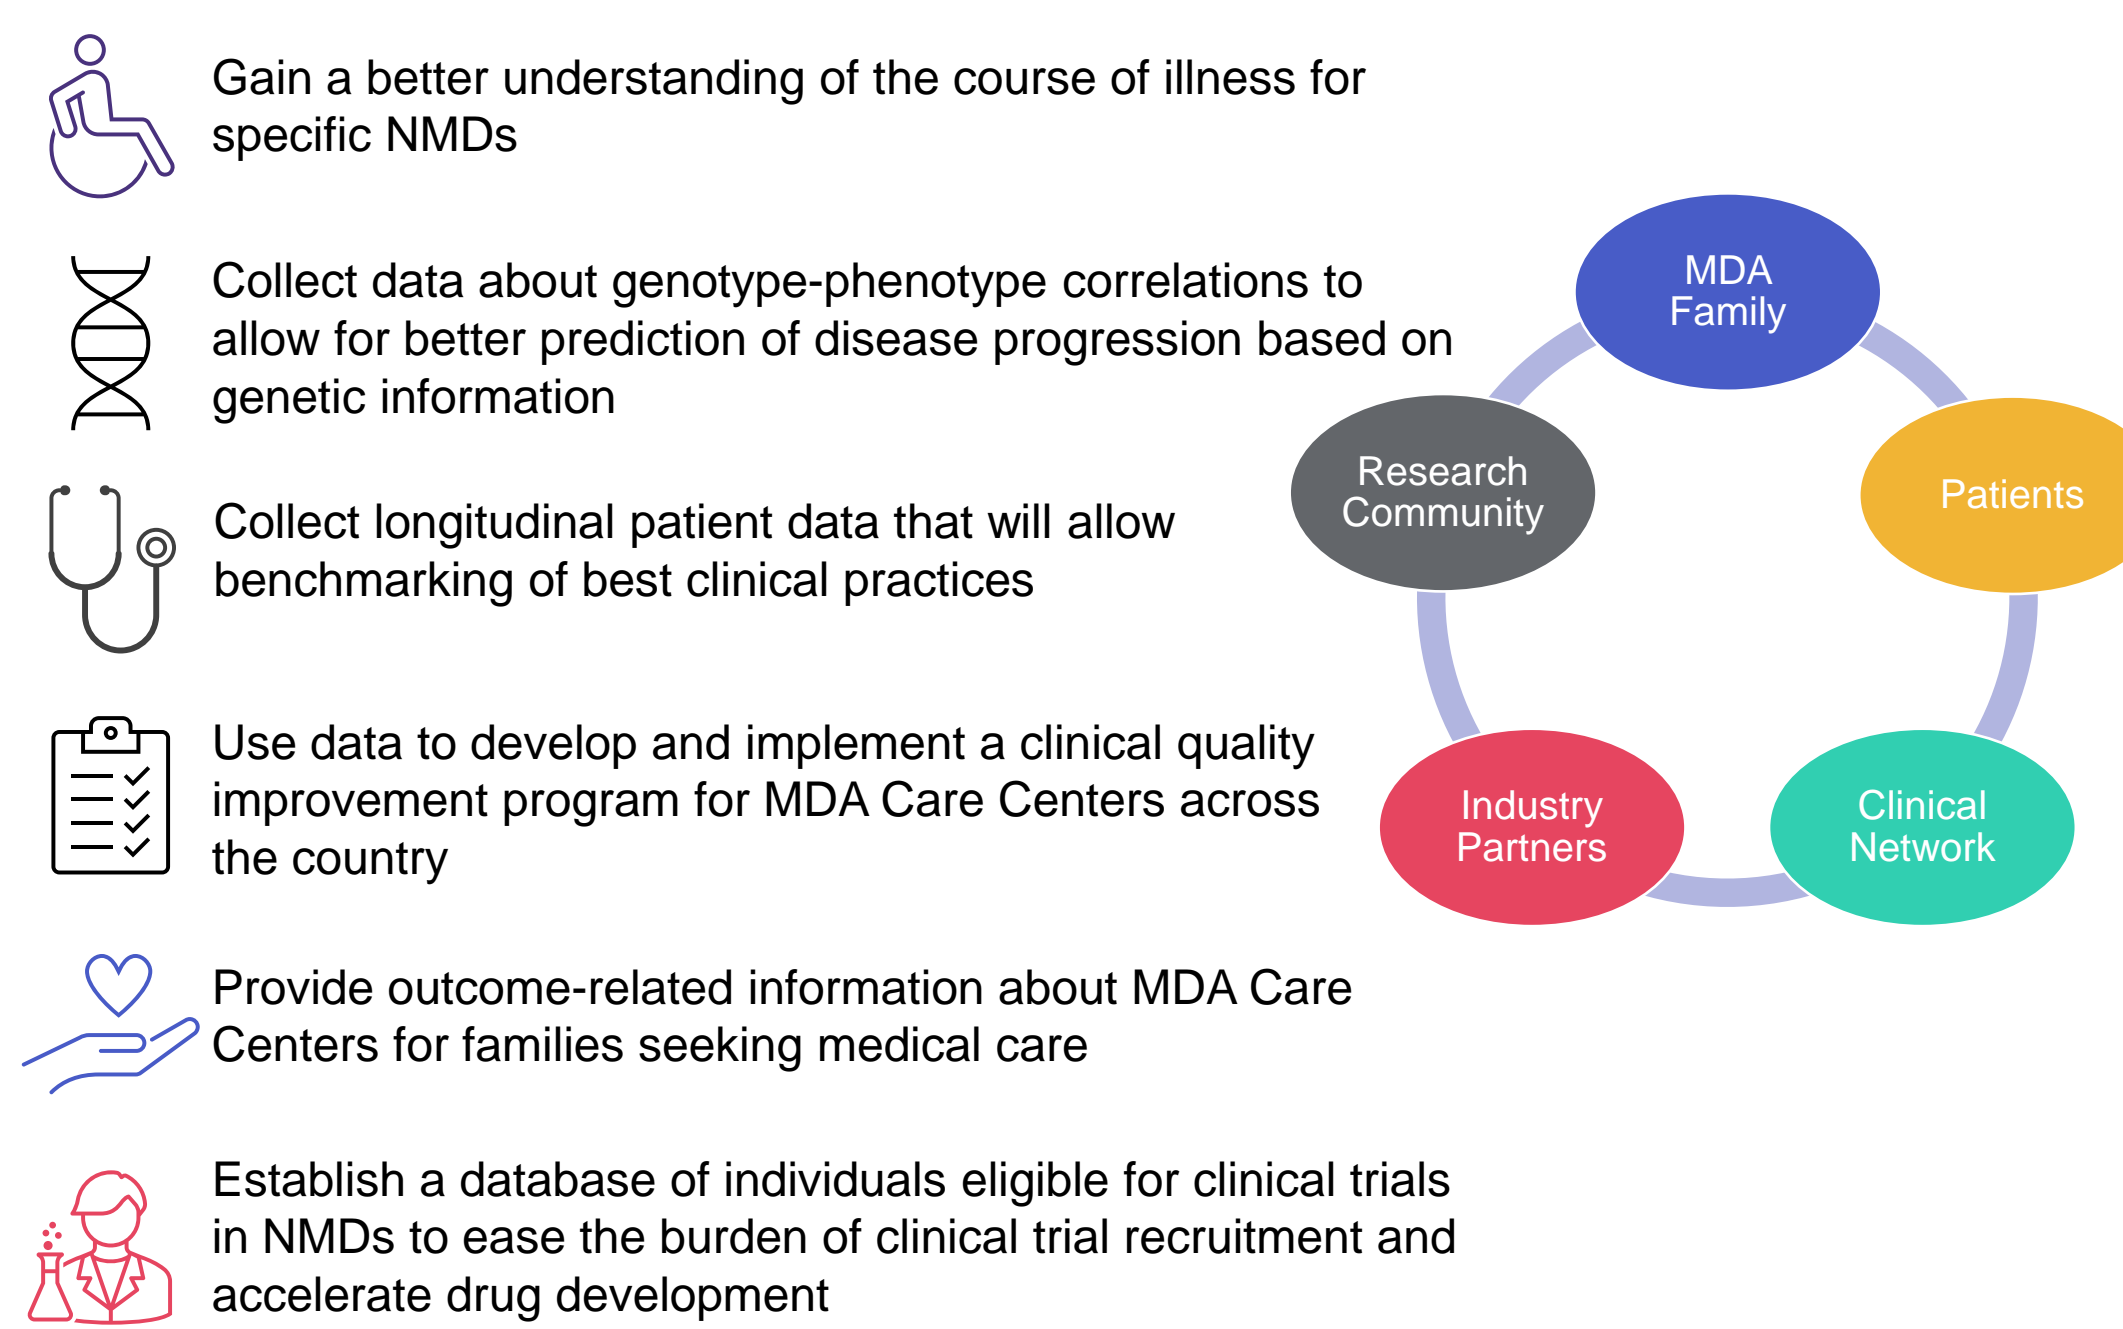 Gain a better understanding of the course of illness for
specific NMDs
Collect data about genotype-phenotype correlations to
allow for better prediction of disease progression based on
genetic information
Collect longitudinal patient data that will allow
benchmarking of best clinical practices
Use data to develop and implement a clinical quality
improvement program for MDA Care Centers across
the country
Provide outcome-related information about MDA Care
Centers for families seeking medical care
Establish a database of individuals eligible for clinical trials
in NMDs to ease the burden of clinical trial recruitment and
accelerate drug development
MDA
Family
Patients
Clinical
Network
Industry
Partners
Research
Community